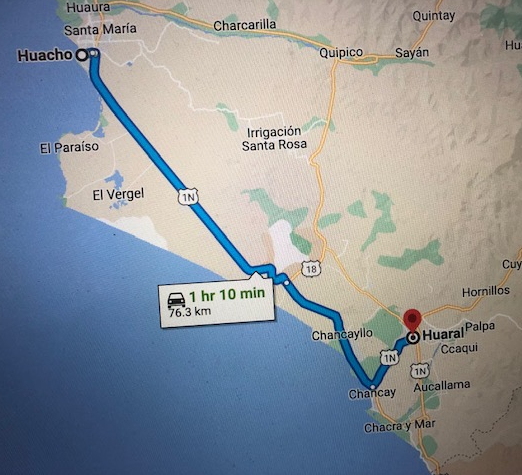 Huaura
Santa María
Charcarilla
Quintay
Huacho
Quipico
Sayán
Irrigación
Santa Rosa
El Paraíso
El Vergel
1N
18
1 hr 10 min
76.3 km
Cuy
Hornillos
Chancayllo
Huaral
Palpa
Ccaqui
1N
1N
Aucallama
Chancay
Chacra y Mar